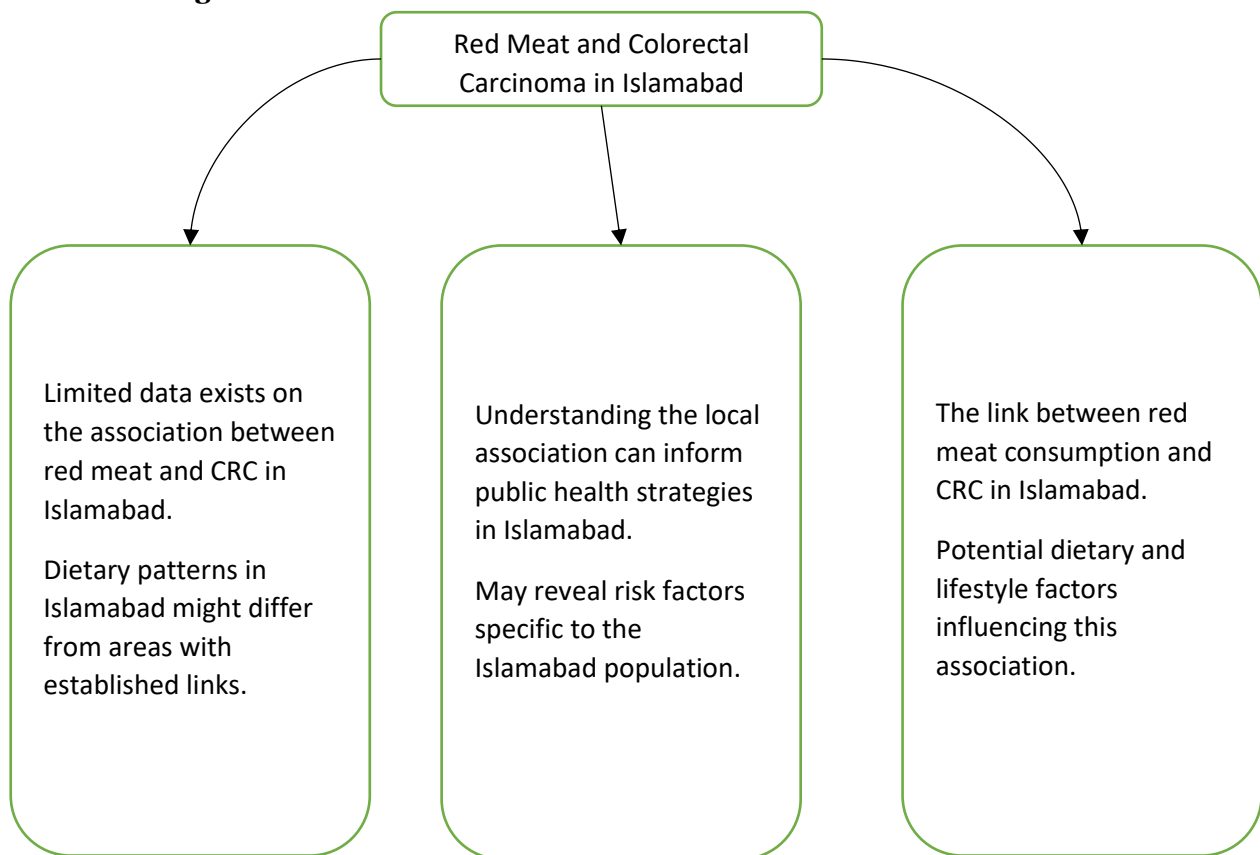 Red Meat and Colorectal
Carcinoma in Islamabad
Limited data exists on
the association between
red meat and CRC in
Islamabad.
Dietary patterns in
Islamabad might differ
from areas with
established links.
Understanding the local
association can inform
public health strategies
in Islamabad.
May reveal risk factors
specific to the
Islamabad population.
The link between red
meat consumption and
CRC in Islamabad.
Potential dietary and
lifestyle factors
influencing this
association.